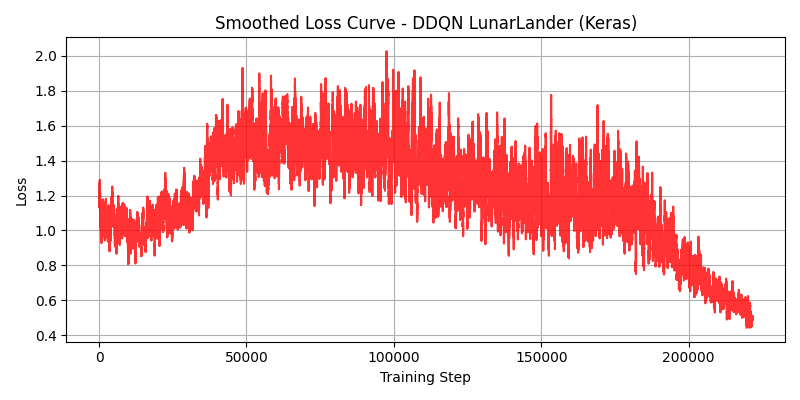 Smoothed Loss Curve - DDQN LunarLander (Keras)
2.0
1.8
1.6
1.4
1.2
1.0
0.8
0.6
0.4
Loss
0 50000 100000 150000 200000
Training Step